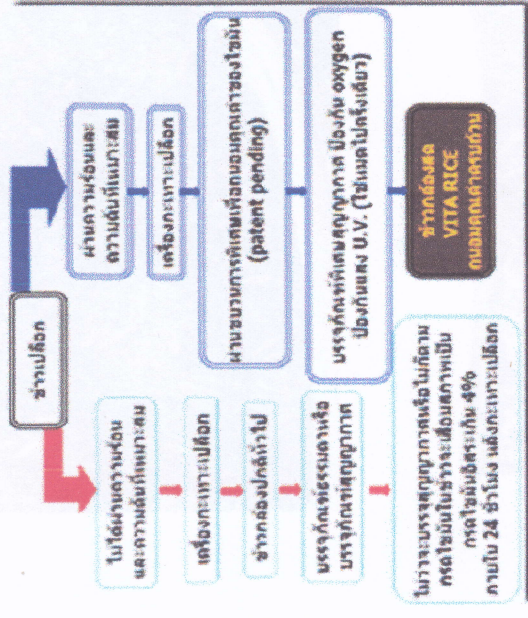 ข้าวเปลือก
ไม่ได้ผ่านความร้อน
และความดันที่เหมาะสม
เครื่องกะเทาะเปลือก
ข้าวกล้องปกติทั่วไป
บรรจุภัณฑ์ธรรมดาหรือ
บรรจุภัณฑ์สุญญากาศ
ไม่ว่าจะบรรจุสุญญากาศหรือไม่ก็ตาม
กรดไขมันในข้าวจะเสื่อมสภาพเป็น
กรดไขมันอิสระเกิน 4%
ภายใน 24 ชั่วโมง หลังกะเทาะเปลือก
ผ่านความร้อนและ
ความดันที่เหมาะสม
เครื่องกะเทาะเปลือก
ผ่านขบวนการพิเศษเพื่อถนอมคุณค่าของไขมัน
(patent pending)
บรรจุภัณฑ์พิเศษสุญญากาศ ป้องกัน oxygen
ป้องกันแสง U.V. (ใช้หมดในครั้งเดียว)
ข้าวกล้องสด
VITA RICE
ถนอมคุณค่าครบถ้วน